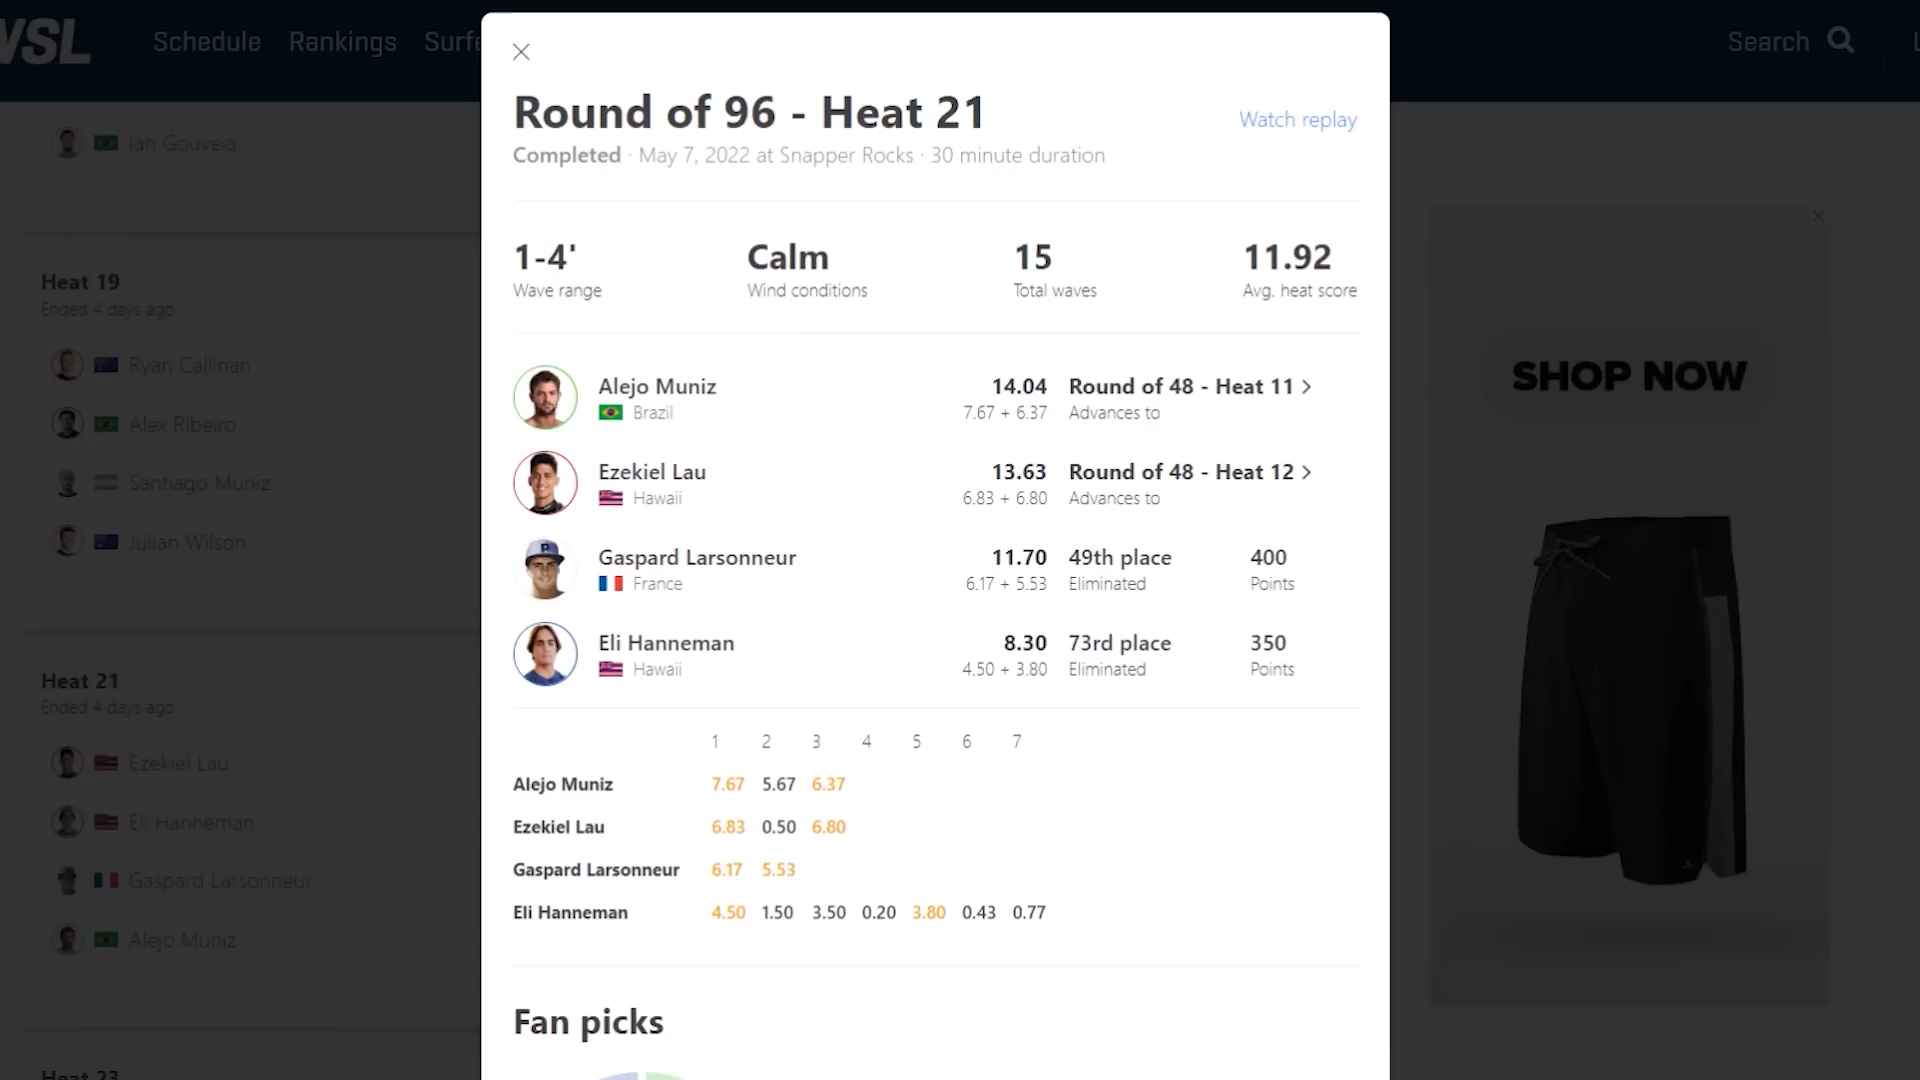 WSL
Schedule Rankings Surfe
Search
Ian Gouveia
Heat 19
Ended 4 days ago
Ryan Callinan
Alex Ribeiro
Santiago Muniz
Julian Wilson
Heat 21
Ended 4 days ago
Ezekiel Lau
Eli Hanneman
Gaspard Larsonneur
Alejo Muniz
Heat 23
Round of 96 - Heat 21
Watch replay
Completed · May 7, 2022 at Snapper Rocks · 30 minute duration
1-4' Calm 15 11.92
Wave range Wind conditions Total waves Avg. heat score
Alejo Muniz 14.04 Round of 48 - Heat 11 >
Brazil 7.67 + 6.37 Advances to
Ezekiel Lau 13.63 Round of 48 - Heat 12 >
Hawaii 6.83 + 6.80 Advances to
Gaspard Larsonneur 11.70 49th place 400
France 6.17 + 5.53 Eliminated Points
Eli Hanneman 8.30 73rd place 350
Hawaii 4.50 + 3.80 Eliminated Points
1 2 3 4 5 6 7
Alejo Muniz 7.67 5.67 6.37
Ezekiel Lau 6.83 0.50 6.80
Gaspard Larsonneur 6.17 5.53
Eli Hanneman 4.50 1.50 3.50 0.20 3.80 0.43 0.77
Fan picks
SHOP NOW